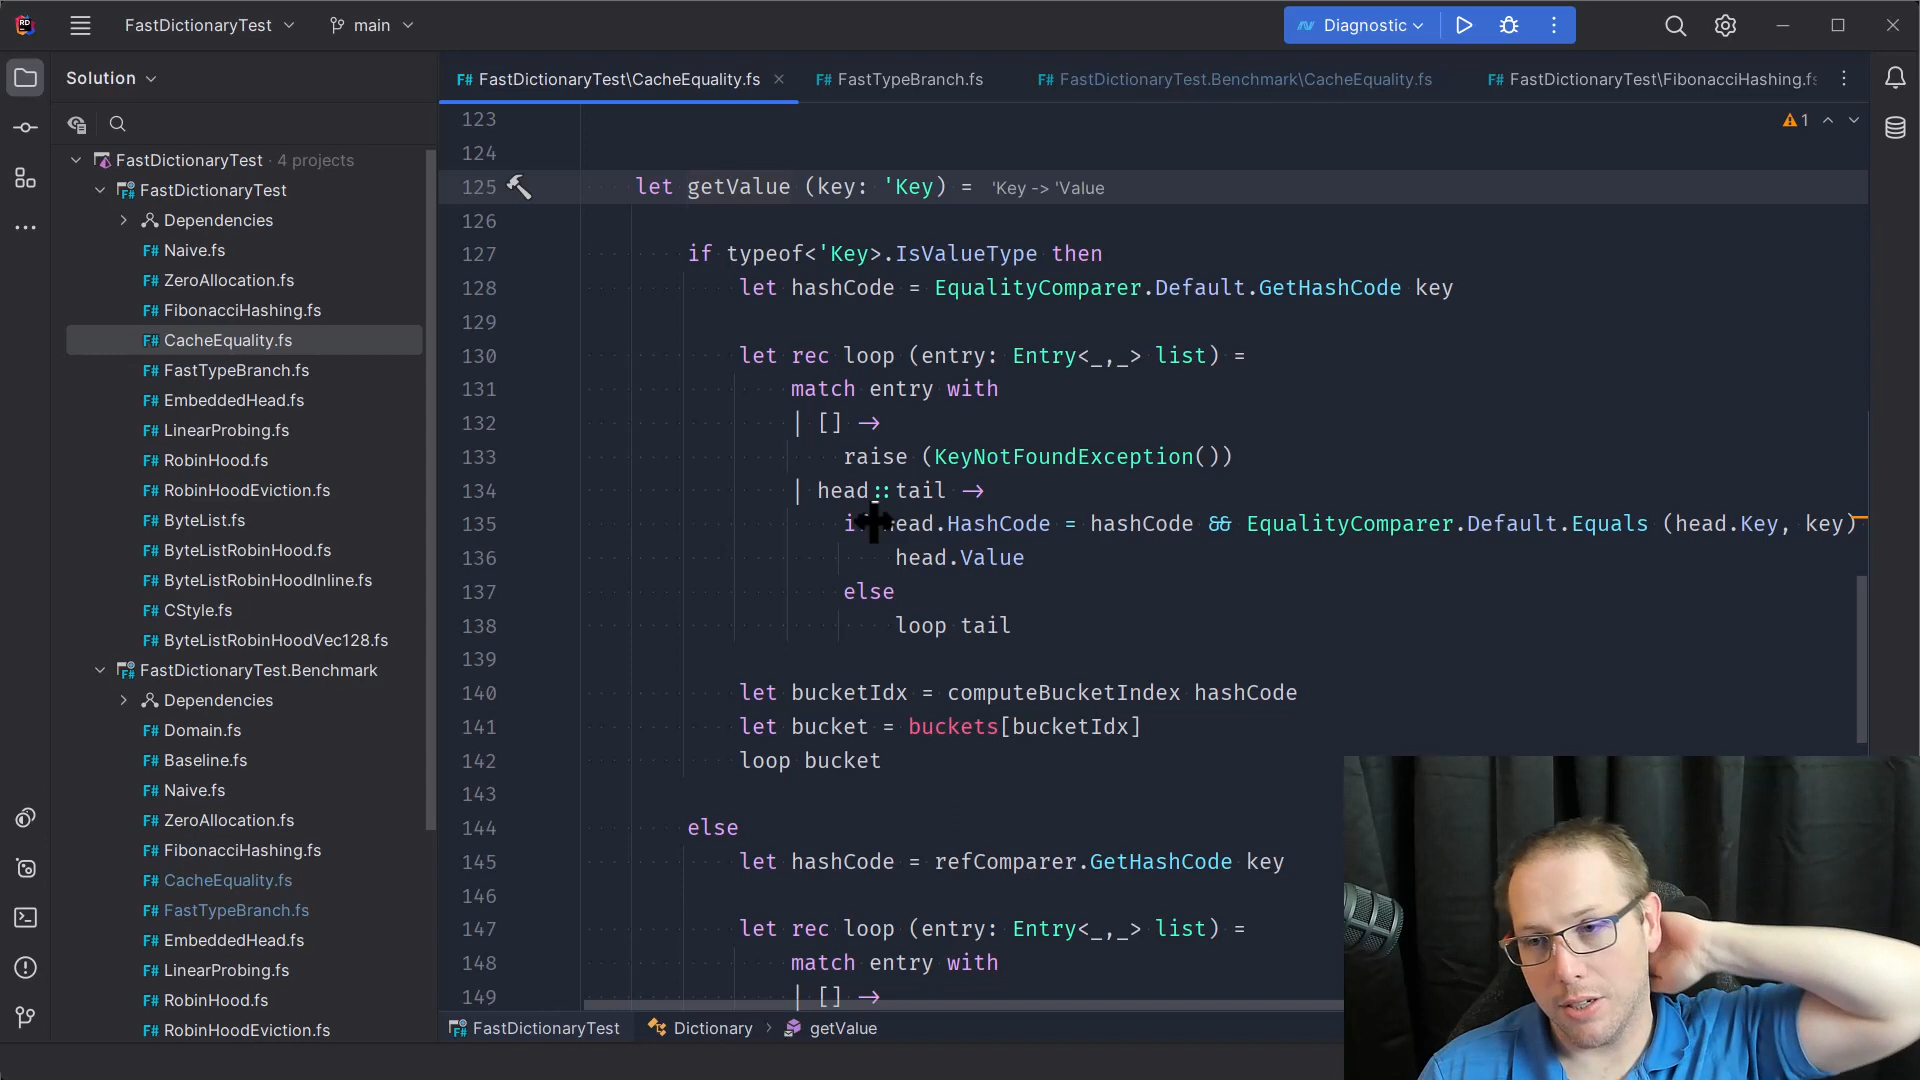 FastDictionaryTest
main
Diagnostic
Solution
FastDictionaryTest\CacheEquality.fs
FastTypeBranch.fs
FastDictionaryTest.Benchmark\CacheEquality.fs
FastDictionaryTest\FibonacciHashing.fs
FastDictionaryTest · 4 projects
FastDictionaryTest
Dependencies
F# Naive.fs
F# ZeroAllocation.fs
F# FibonacciHashing.fs
F# CacheEquality.fs
F# FastTypeBranch.fs
F# EmbeddedHead.fs
F# LinearProbing.fs
F# RobinHood.fs
F# RobinHoodEviction.fs
F# ByteList.fs
F# ByteListRobinHood.fs
F# ByteListRobinHoodInline.fs
F# CStyle.fs
F# ByteListRobinHoodVec128.fs
FastDictionaryTest.Benchmark
Dependencies
F# Domain.fs
F# Baseline.fs
F# Naive.fs
F# ZeroAllocation.fs
F# FibonacciHashing.fs
F# CacheEquality.fs
F# FastTypeBranch.fs
F# EmbeddedHead.fs
F# LinearProbing.fs
F# RobinHood.fs
F# RobinHoodEviction.fs
1
123
124
125 let getValue (key: 'Key) = 'Key -> 'Value
126
127 if typeof<'Key>.IsValueType then
128 let hashCode = EqualityComparer.Default.GetHashCode key
129
130 let rec loop (entry: Entry<_,_> list) =
131 match entry with
132 | [] ->
133 raise (KeyNotFoundException())
134 | head :: tail ->
135 if head.HashCode = hashCode && EqualityComparer.Default.Equals (head.Key, key)
136 head.Value
137 else
138 loop tail
139
140 let bucketIdx = computeBucketIndex hashCode
141 let bucket = buckets[bucketIdx]
142 loop bucket
143
144 else
145 let hashCode = refComparer.GetHashCode key
146
147 let rec loop (entry: Entry<_,_> list) =
148 match entry with
149 | [] ->
FastDictionaryTest
Dictionary
getValue